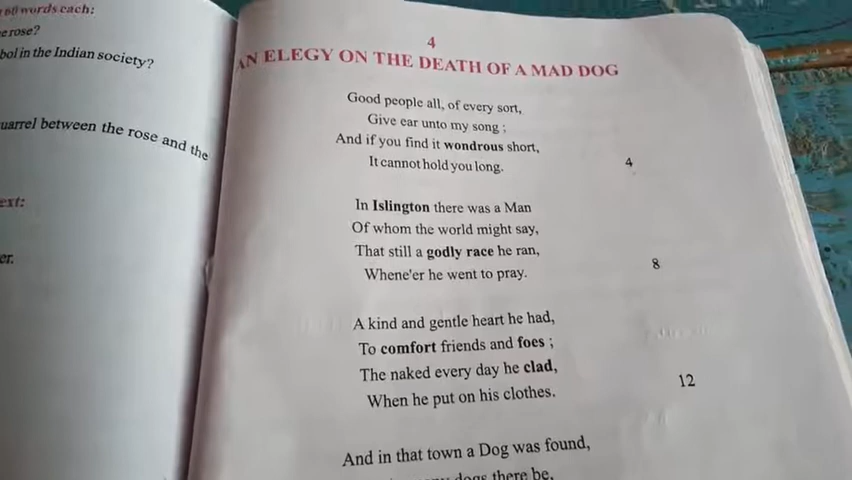 60 words each:
e rose?
bol in the Indian society?
uarrel between the rose and the
ext:
er.
4
AN ELEGY ON THE DEATH OF A MAD DOG
Good people all, of every sort,
Give ear unto my song ;
And if you find it wondrous short,
It cannot hold you long.
4
In Islington there was a Man
Of whom the world might say,
That still a godly race he ran,
Whene'er he went to pray.
8
A kind and gentle heart he had,
To comfort friends and foes ;
The naked every day he clad,
When he put on his clothes.
12
And in that town a Dog was found,
dogs there be,